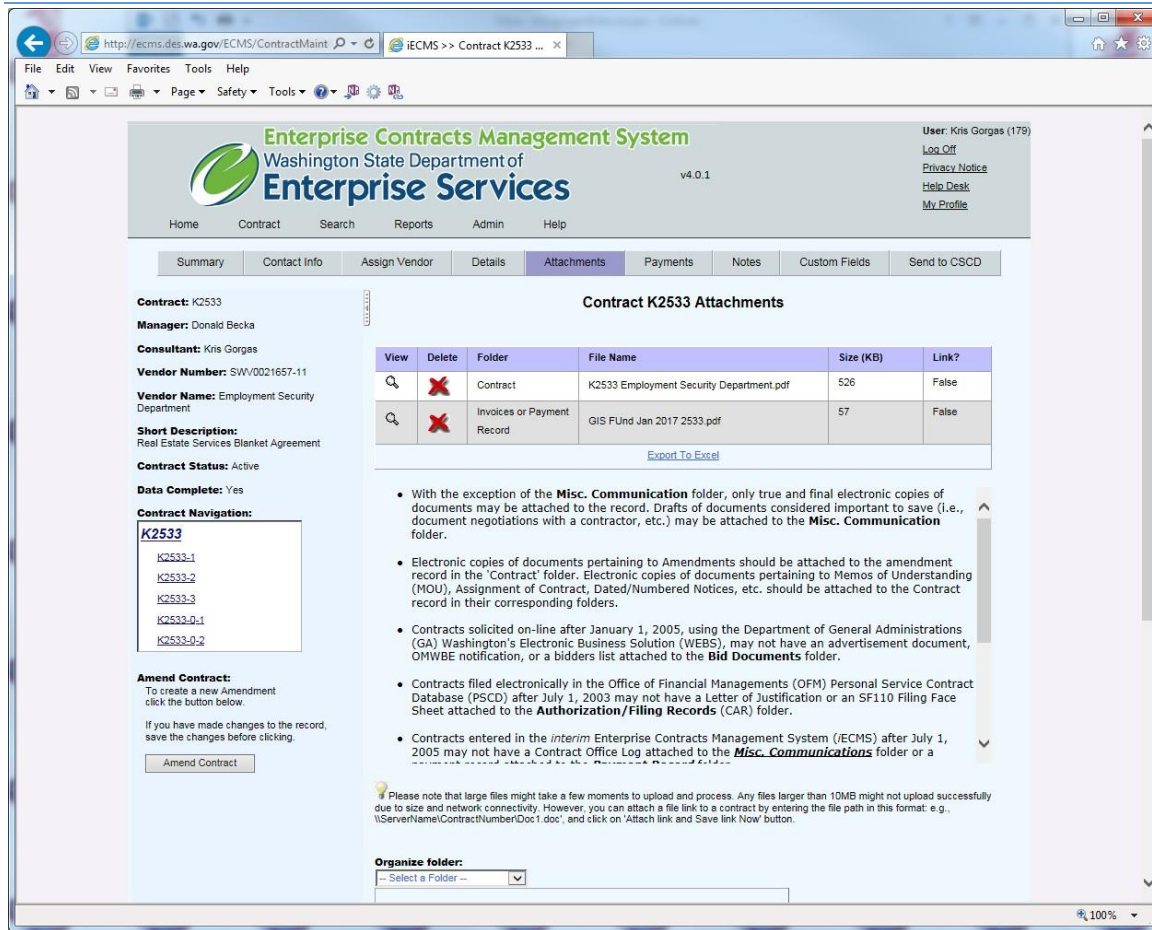 http://ecms.des.wa.gov/ECMS/ContractMaint
iECMS >> Contract K2533 ...
File Edit View Favorites Tools Help
Page Safety Tools
Enterprise Contracts Management System
Washington State Department of
Enterprise Services
v4.0.1
User: Kris Gorgas (179)
Log Off
Privacy Notice
Help Desk
My Profile
Home Contract Search Reports Admin Help
Summary Contact Info Assign Vendor Details Attachments Payments Notes Custom Fields Send to CSCD
Contract: K2533
Manager: Donald Becka
Consultant: Kris Gorgas
Vendor Number: SWV0021657-11
Vendor Name: Employment Security
Department
Short Description:
Real Estate Services Blanket Agreement
Contract Status: Active
Data Complete: Yes
Contract Navigation:
K2533
K2533-1
K2533-2
K2533-3
K2533-0-1
K2533-0-2
Amend Contract:
To create a new Amendment
click the button below.
If you have made changes to the record,
save the changes before clicking.
Amend Contract
Contract K2533 Attachments
View Delete Folder File Name Size (KB) Link?
Contract K2533 Employment Security Department.pdf 526 False
Invoices or Payment
Record GIS FUnd Jan 2017 2533.pdf 57 False
Export To Excel
• With the exception of the Misc. Communication folder, only true and final electronic copies of
documents may be attached to the record. Drafts of documents considered important to save (i.e.,
document negotiations with a contractor, etc.) may be attached to the Misc. Communication
folder.
• Electronic copies of documents pertaining to Amendments should be attached to the amendment
record in the 'Contract' folder. Electronic copies of documents pertaining to Memos of Understanding
(MOU), Assignment of Contract, Dated/Numbered Notices, etc. should be attached to the Contract
record in their corresponding folders.
• Contracts solicited on-line after January 1, 2005, using the Department of General Administrations
(GA) Washington's Electronic Business Solution (WEBS), may not have an advertisement document,
OMWBE notification, or a bidders list attached to the Bid Documents folder.
• Contracts filed electronically in the Office of Financial Managements (OFM) Personal Service Contract
Database (PSCD) after July 1, 2003 may not have a Letter of Justification or an SF110 Filing Face
Sheet attached to the Authorization/Filing Records (CAR) folder.
• Contracts entered in the interim Enterprise Contracts Management System (iECMS) after July 1,
2005 may not have a Contract Office Log attached to the Misc. Communications folder or a
payment record attached to the Payment Record folder.
Please note that large files might take a few moments to upload and process. Any files larger than 10MB might not upload successfully
due to size and network connectivity. However, you can attach a file link to a contract by entering the file path in this format: e.g.,
\\ServerName\ContractNumber\Doc1.doc', and click on 'Attach link and Save link Now' button.
Organize folder:
-- Select a Folder --
100%